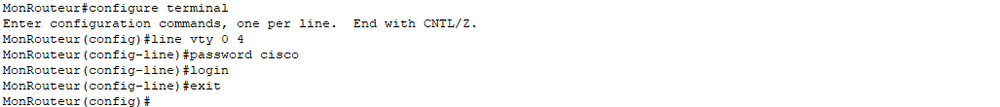 MonRouteur#configure terminal
Enter configuration commands, one per line.  End with CNTL/Z.
MonRouteur(config)#line vty 0 4
MonRouteur(config-line)#password cisco
MonRouteur(config-line)#login
MonRouteur(config-line)#exit
MonRouteur(config)#